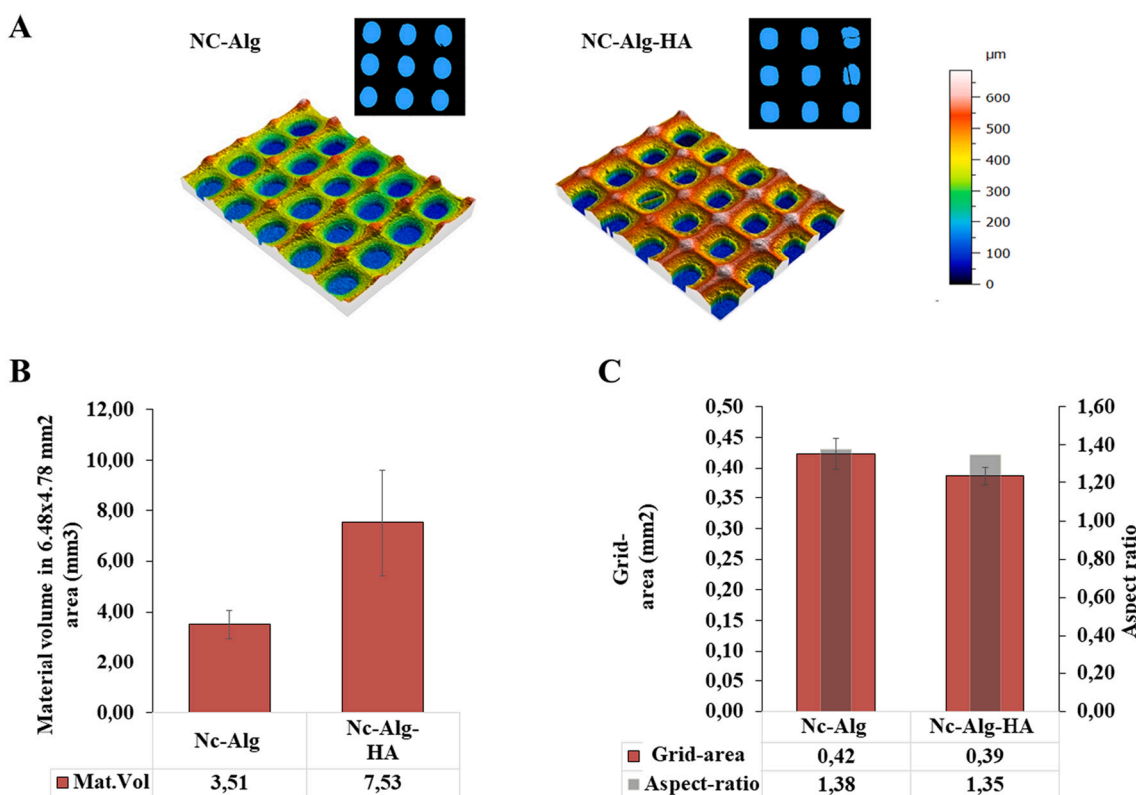 A
NC-Alg
NC-Alg-HA
µm
600
500
400
300
200
100
0
B
Material volume in 6.48x4.78 mm2
area (mm3)
12,00
10,00
8,00
6,00
4,00
2,00
0,00
Nc-Alg
Nc-Alg-
HA
Mat.Vol
3,51
7,53
C
Grid-
area (mm2)
0,50
0,45
0,40
0,35
0,30
0,25
0,20
0,15
0,10
0,05
0,00
1,60
1,40
1,20
1,00
0,80
0,60
0,40
0,20
0,00
Aspect ratio
Nc-Alg
Nc-Alg-HA
Grid-area
0,42
0,39
Aspect-ratio
1,38
1,35